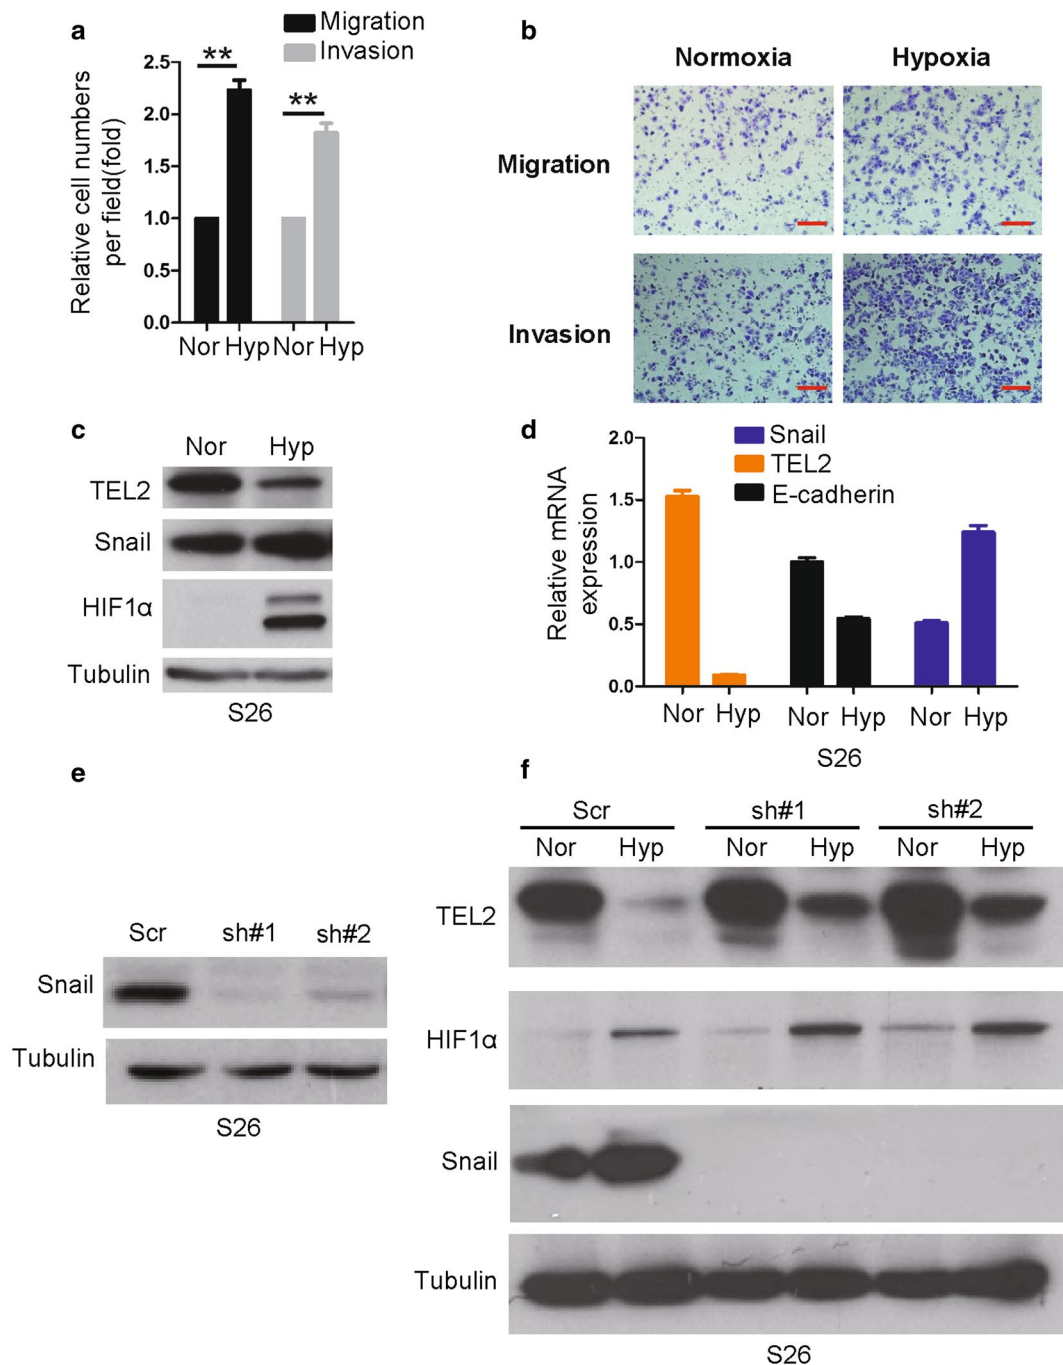 a
Migration
Invasion
**
**
2.5
2.0
1.5
1.0
0.5
0.0
Relative cell numbers
per field(fold)
Nor Hyp Nor Hyp
b
Normoxia Hypoxia
Migration
Invasion
c
Nor Hyp
TEL2
Snail
HIF1α
Tubulin
S26
d
Snail
TEL2
E-cadherin
2.0
1.5
1.0
0.5
0.0
Relative mRNA
expression
Nor Hyp Nor Hyp Nor Hyp
S26
e
Scr sh#1 sh#2
Snail
Tubulin
S26
f
Scr sh#1 sh#2
Nor Hyp Nor Hyp Nor Hyp
TEL2
HIF1α
Snail
Tubulin
S26